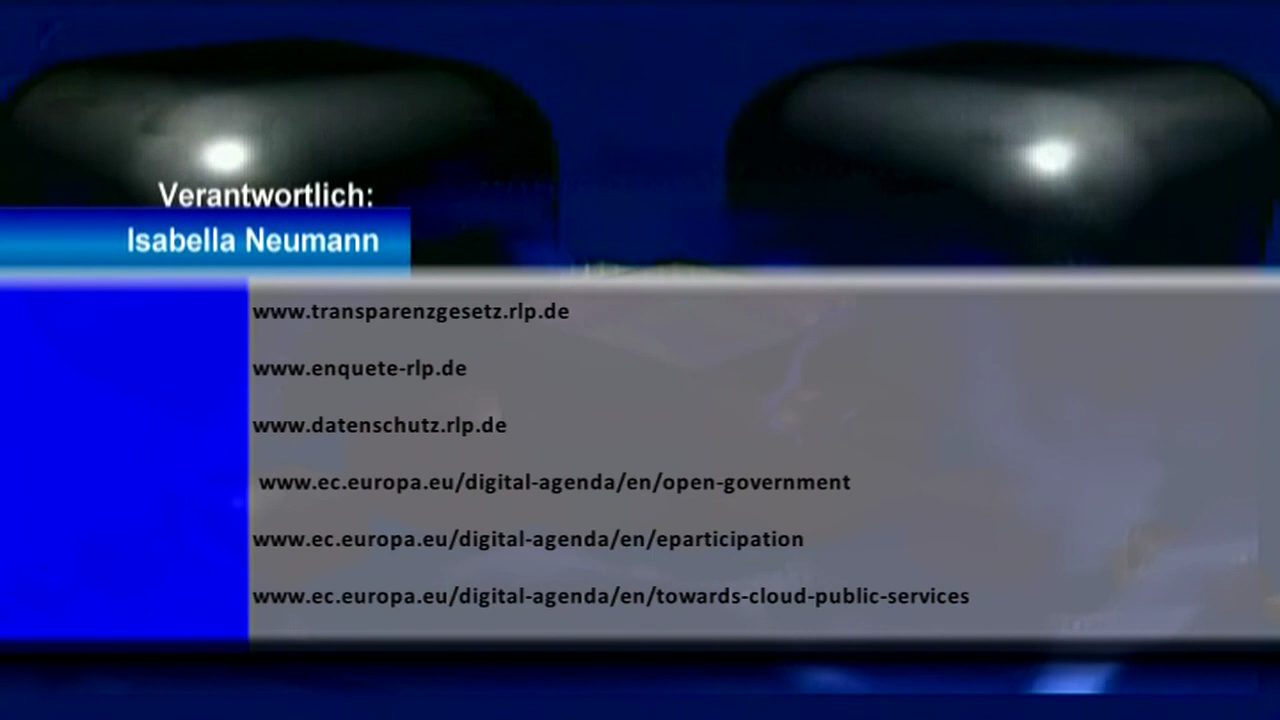 Verantwortlich:
Isabella Neumann
www.transparenzgesetz.rlp.de
www.enquete-rlp.de
www.datenschutz.rlp.de
www.ec.europa.eu/digital-agenda/en/open-government
www.ec.europa.eu/digital-agenda/en/eparticipation
www.ec.europa.eu/digital-agenda/en/towards-cloud-public-services